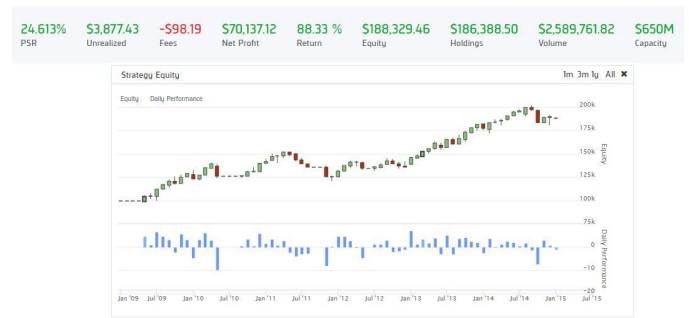 24.613% $3,877.43 -$98.19 $70,137.12 88.33 % $188,329.46 $186,388.50 $2,589,761.82 $650M
PSR Unrealized Fees Net Profit Return Equity Holdings Volume Capacity
Strategy Equity 1m 3m 1y All ✖
Equity Daily Performance
200k
175k
150k
Equity
125k
100k
75k
0
Daily Performance
-10
-20
Jan '09 Jul '09 Jan '10 Jul '10 Jan '11 Jul '11 Jan '12 Jul '12 Jan '13 Jul '13 Jan '14 Jul '14 Jan '15 Jul '15